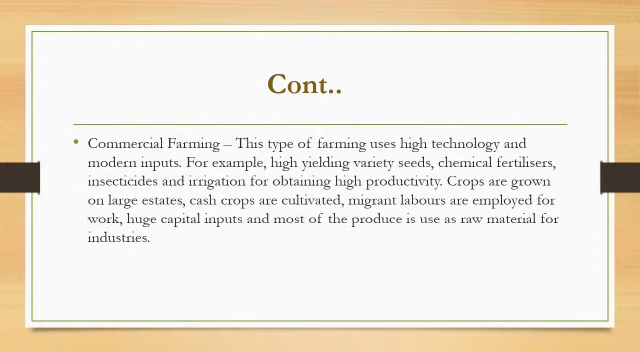 Cont..
• Commercial Farming – This type of farming uses high technology and
modern inputs. For example, high yielding variety seeds, chemical fertilisers,
insecticides and irrigation for obtaining high productivity. Crops are grown
on large estates, cash crops are cultivated, migrant labours are employed for
work, huge capital inputs and most of the produce is use as raw material for
industries.